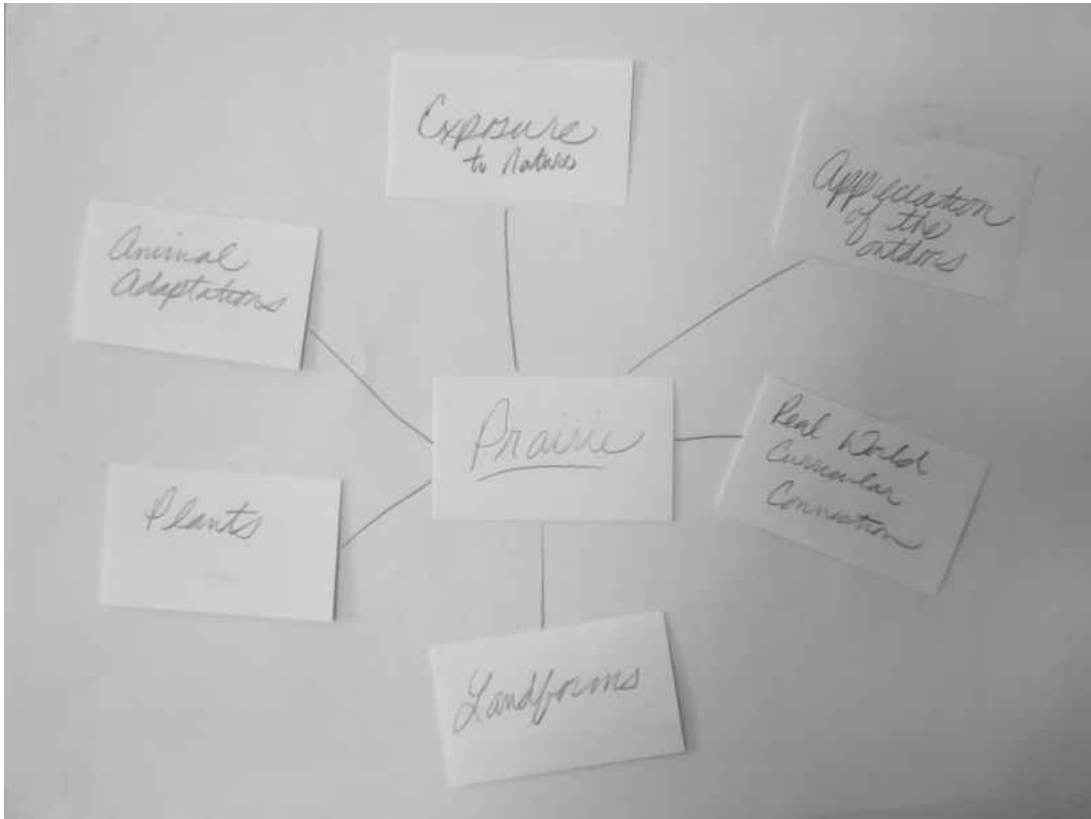 Exposure
to Nature
Appreciation
of the
outdoors
Animal
Adaptations
Prairie
Real World
Curricular
Connection
Plants
Landforms